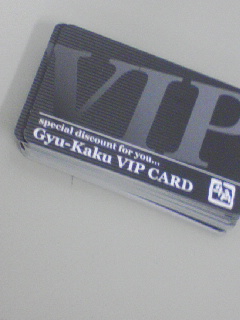 VIP
special discount for you...
Gyu-Kaku VIP CARD